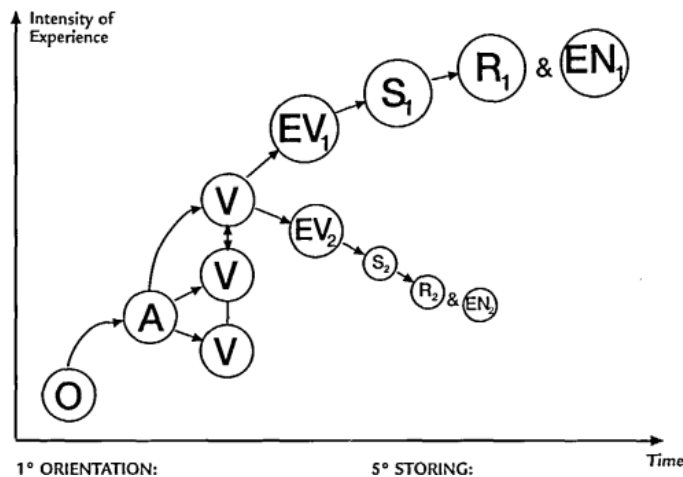 Intensity of
Experience
R₁ & EN₁
S₁
EV₁
V
EV₂
V
S₂
R₂ & EN₂
A
V
O
Time
1° ORIENTATION: 5° STORING: